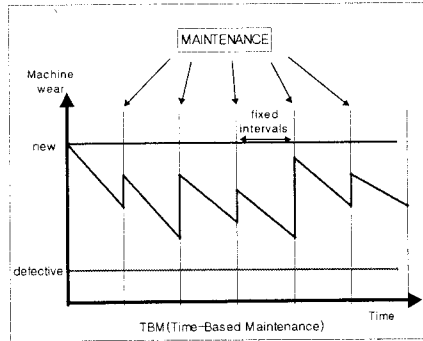 MAINTENANCE
Machine
wear
fixed
intervals
new
defective
Time
TBM(Time-Based Maintenance)